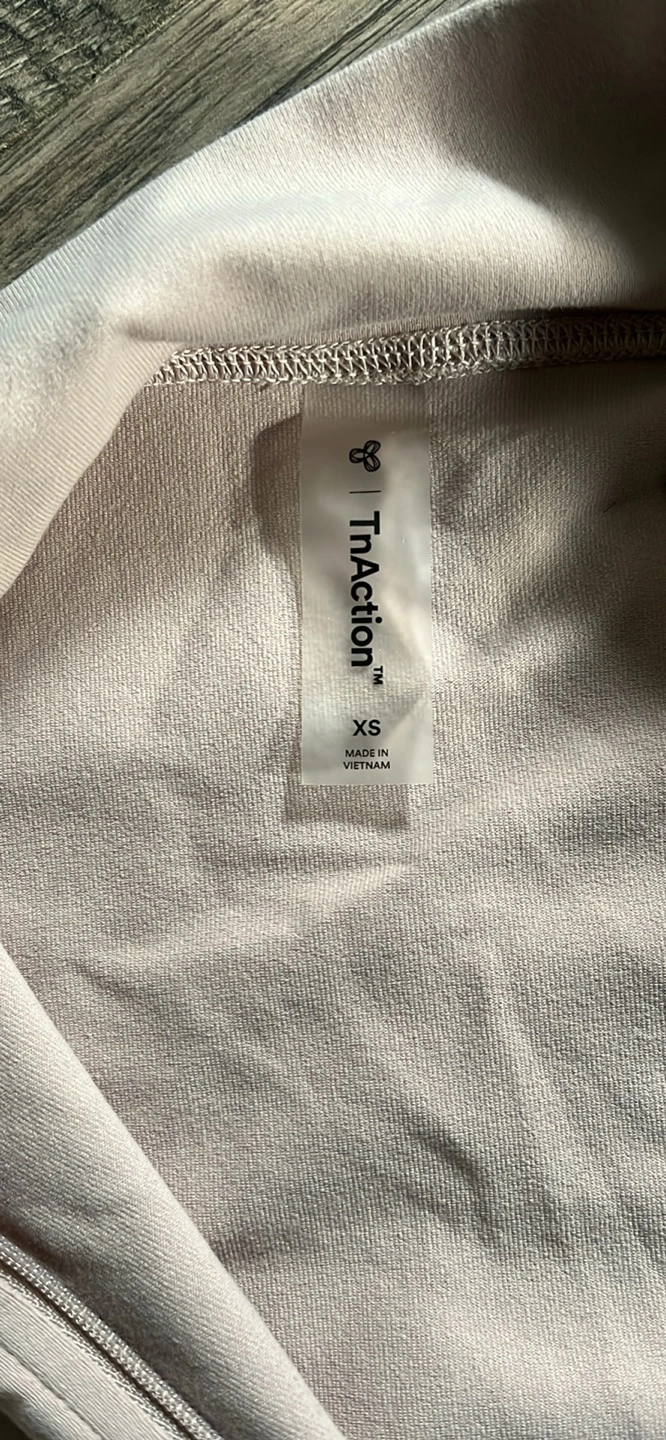 TnAction™
XS
MADE IN
VIETNAM